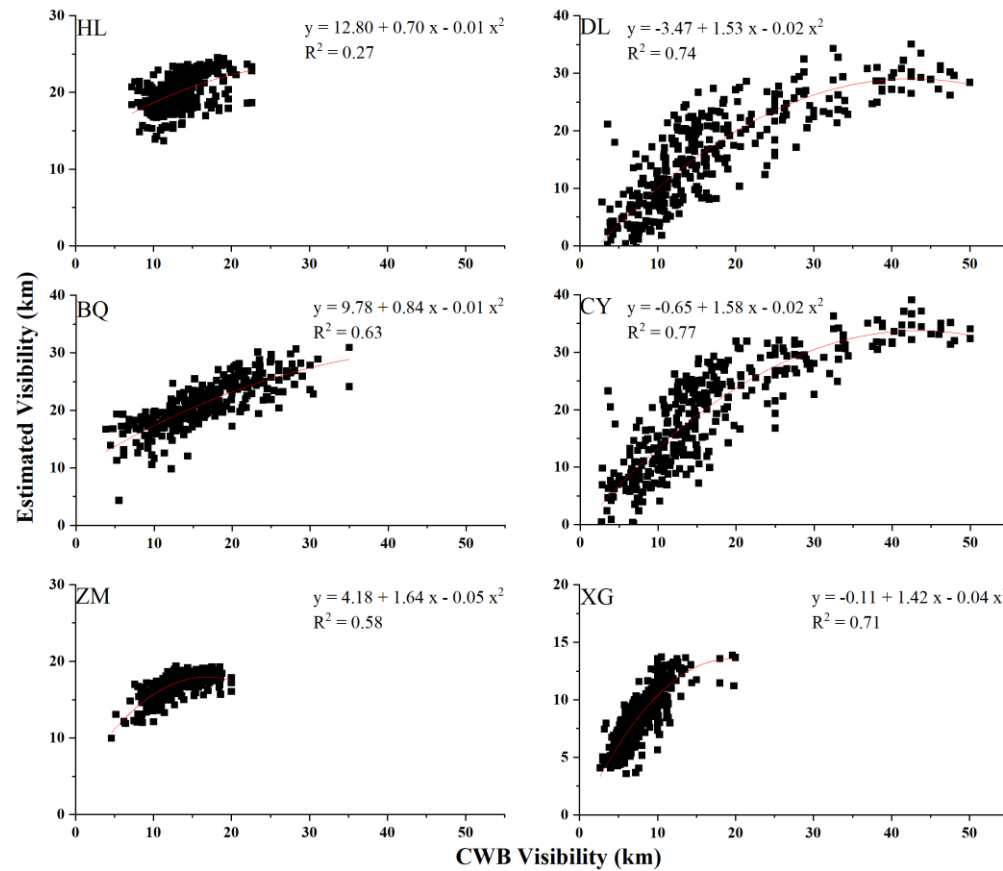 HL
y = 12.80 + 0.70 x - 0.01 x²
R² = 0.27
30
20
10
0
0 10 20 30 40 50
DL
y = -3.47 + 1.53 x - 0.02 x²
R² = 0.74
40
30
20
10
0
0 10 20 30 40 50
BQ
y = 9.78 + 0.84 x - 0.01 x²
R² = 0.63
40
30
20
10
0
0 10 20 30 40 50
CY
y = -0.65 + 1.58 x - 0.02 x²
R² = 0.77
40
30
20
10
0
0 10 20 30 40 50
ZM
y = 4.18 + 1.64 x - 0.05 x²
R² = 0.58
30
20
10
0
0 10 20 30 40 50
XG
y = -0.11 + 1.42 x - 0.04 x²
R² = 0.71
20
15
10
5
0
0 10 20 30 40 50
Estimated Visibility (km)
CWB Visibility (km)